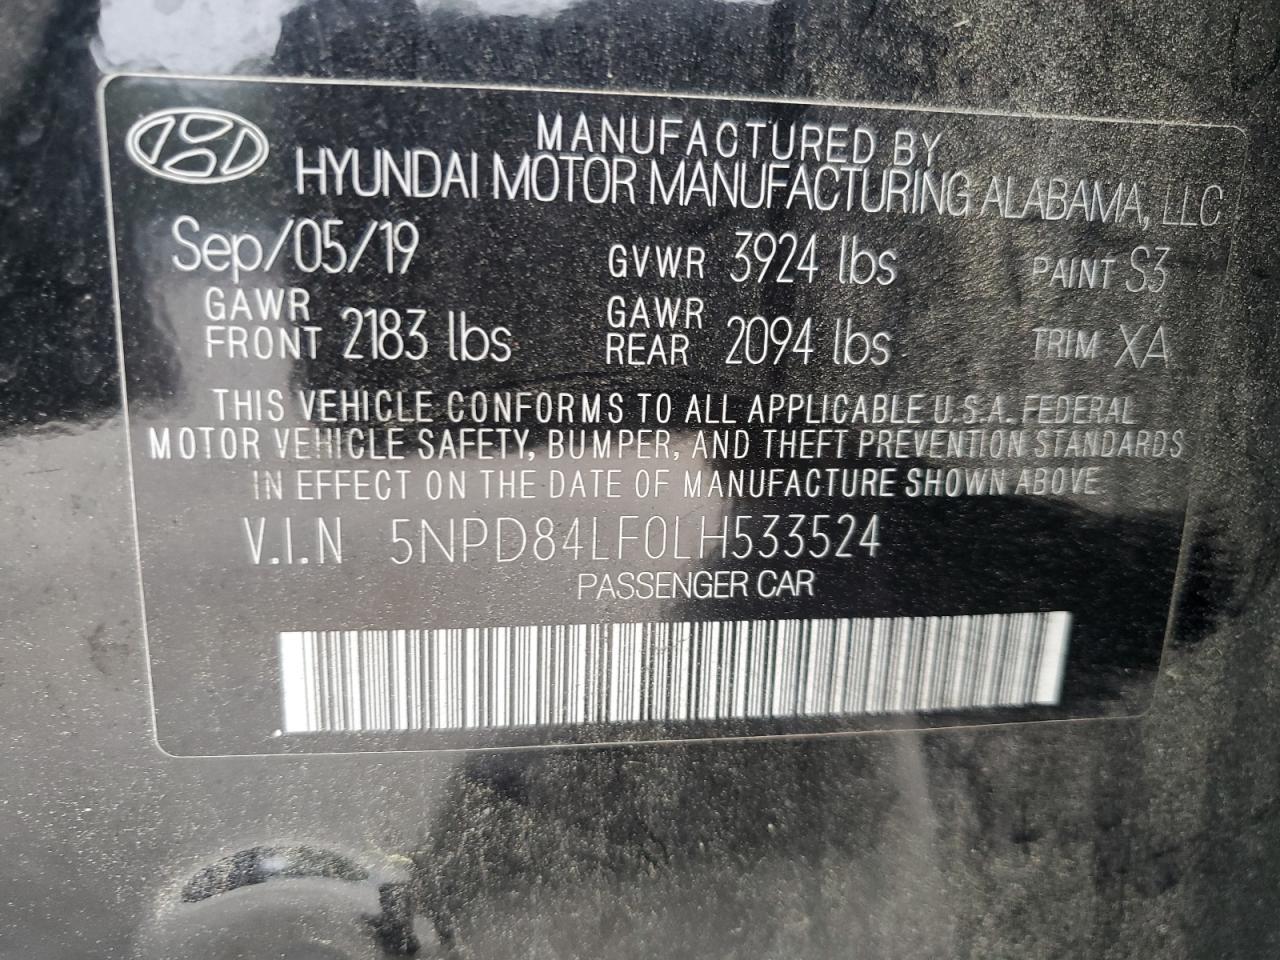 MANUFACTURED BY
HYUNDAI MOTOR MANUFACTURING ALABAMA, LLC
Sep/05/19 GVWR 3924 lbs PAINT S3
GAWR FRONT 2183 lbs GAWR REAR 2094 lbs TRIM XA
THIS VEHICLE CONFORMS TO ALL APPLICABLE U.S.A. FEDERAL
MOTOR VEHICLE SAFETY, BUMPER, AND THEFT PREVENTION STANDARDS
IN EFFECT ON THE DATE OF MANUFACTURE SHOWN ABOVE
V.I.N 5NPD84LF0LH533524
PASSENGER CAR